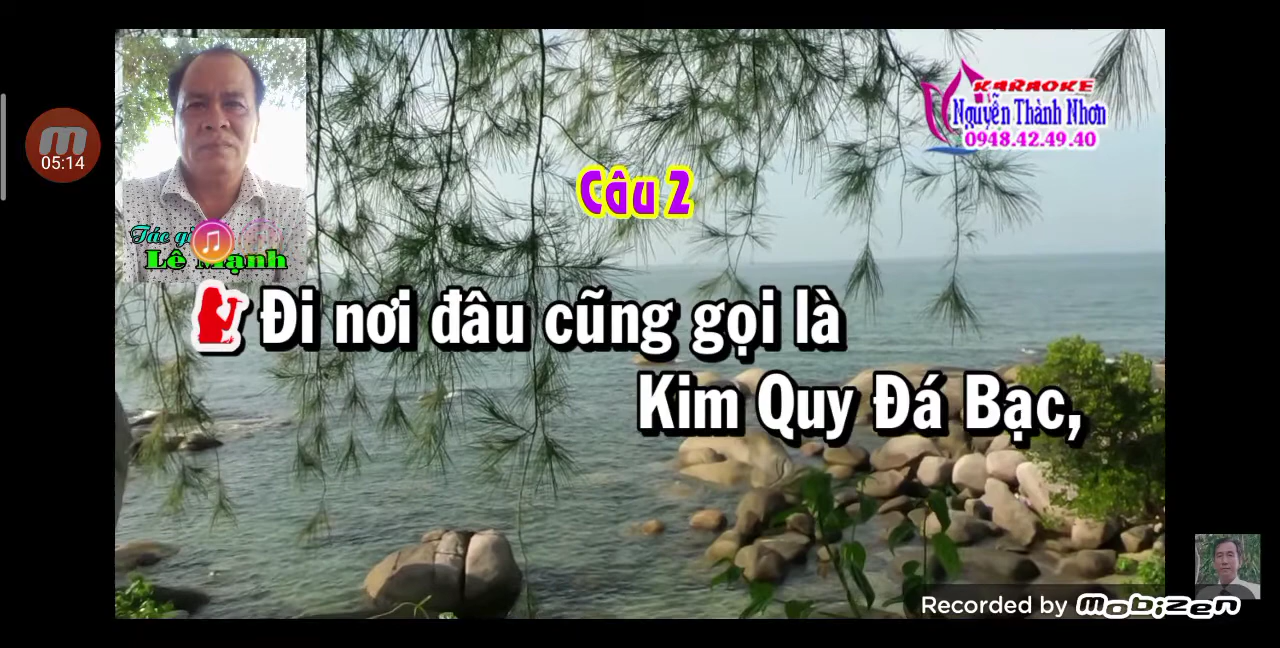 KARAOKE
Nguyễn Thành Nhơn
0948.42.49.40
05:14
Câu 2
Tác
Lê Mạnh
Đi nơi đâu cũng gọi là
Kim Quy Đá Bạc,
Recorded by mobizen